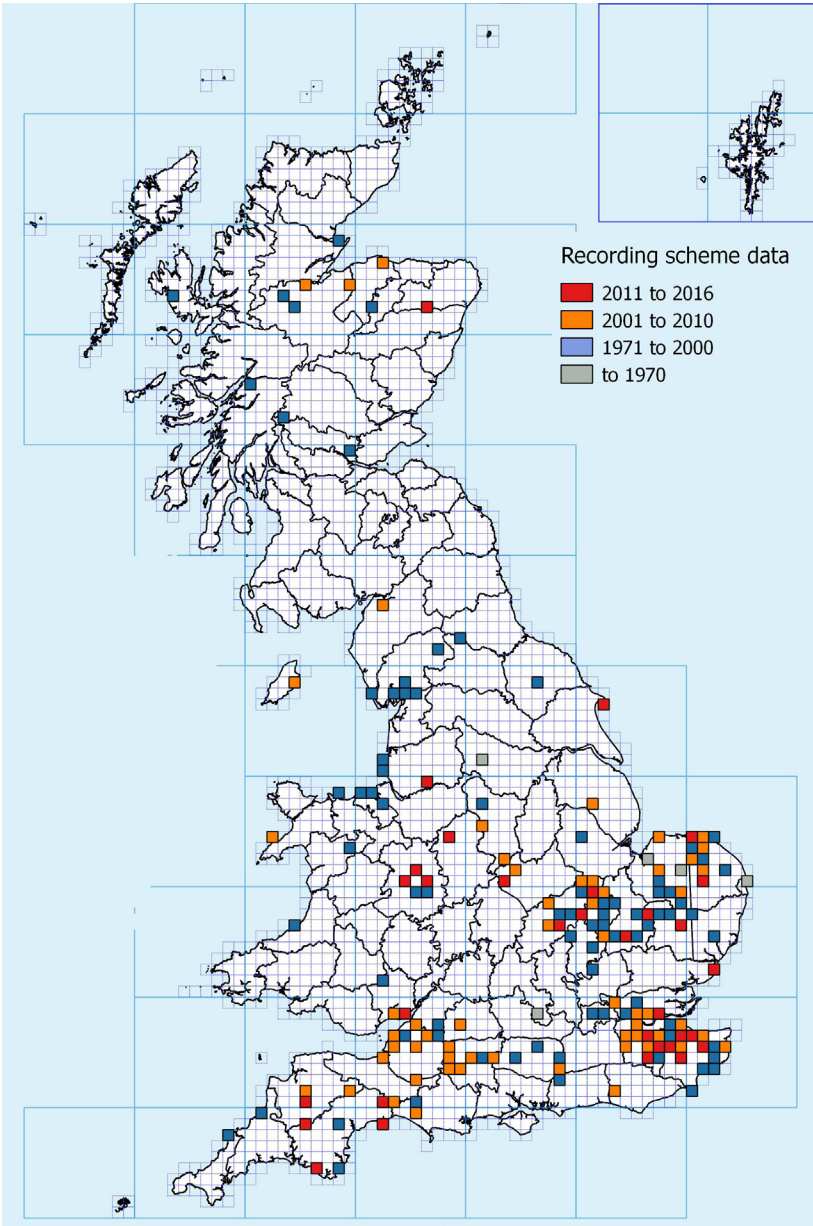 Recording scheme data
2011 to 2016
2001 to 2010
1971 to 2000
to 1970